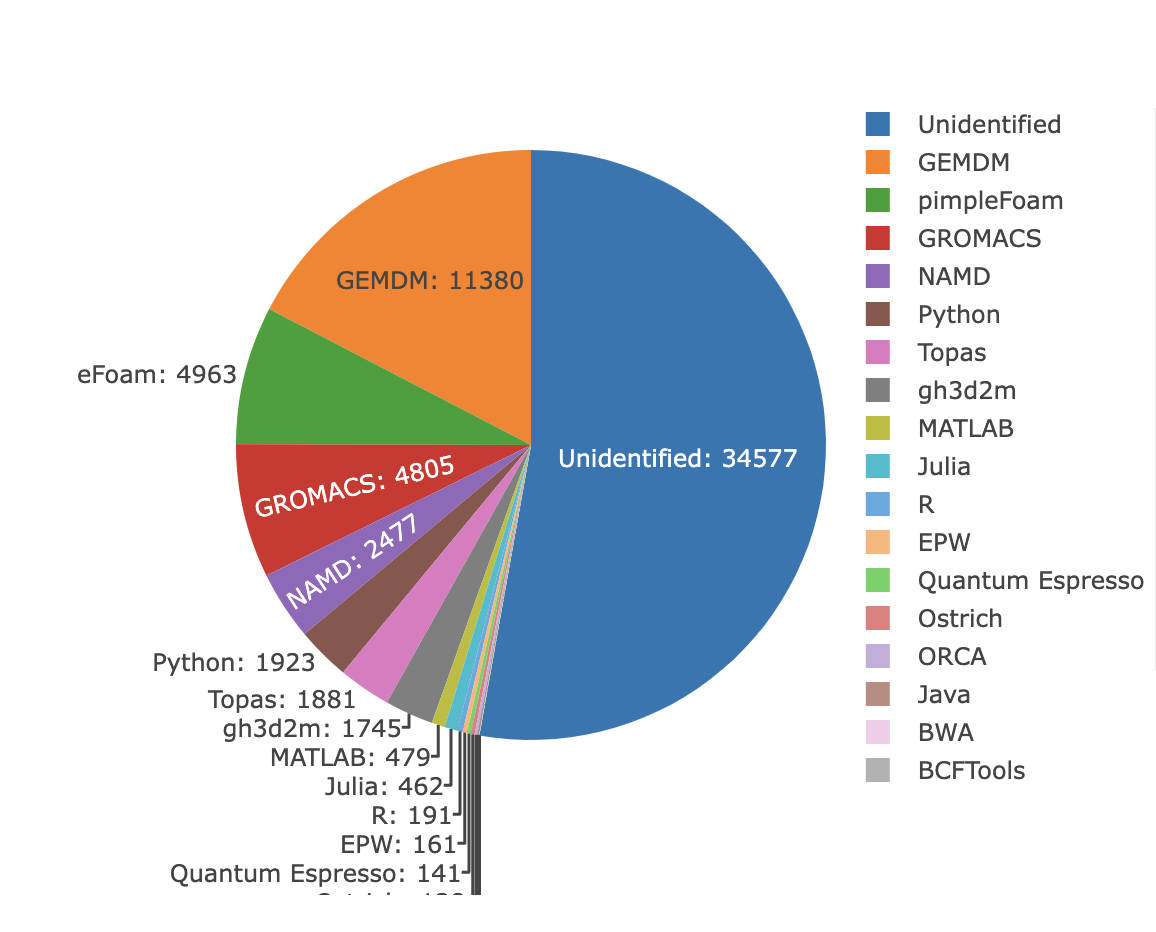 GEMDM: 11380
eFoam: 4963
Unidentified: 34577
GROMACS: 4805
NAMD: 2477
Python: 1923
Topas: 1881
gh3d2m: 1745
MATLAB: 479
Julia: 462
R: 191
EPW: 161
Quantum Espresso: 141
Unidentified
GEMDM
pimpleFoam
GROMACS
NAMD
Python
Topas
gh3d2m
MATLAB
Julia
R
EPW
Quantum Espresso
Ostrich
ORCA
Java
BWA
BCFTools